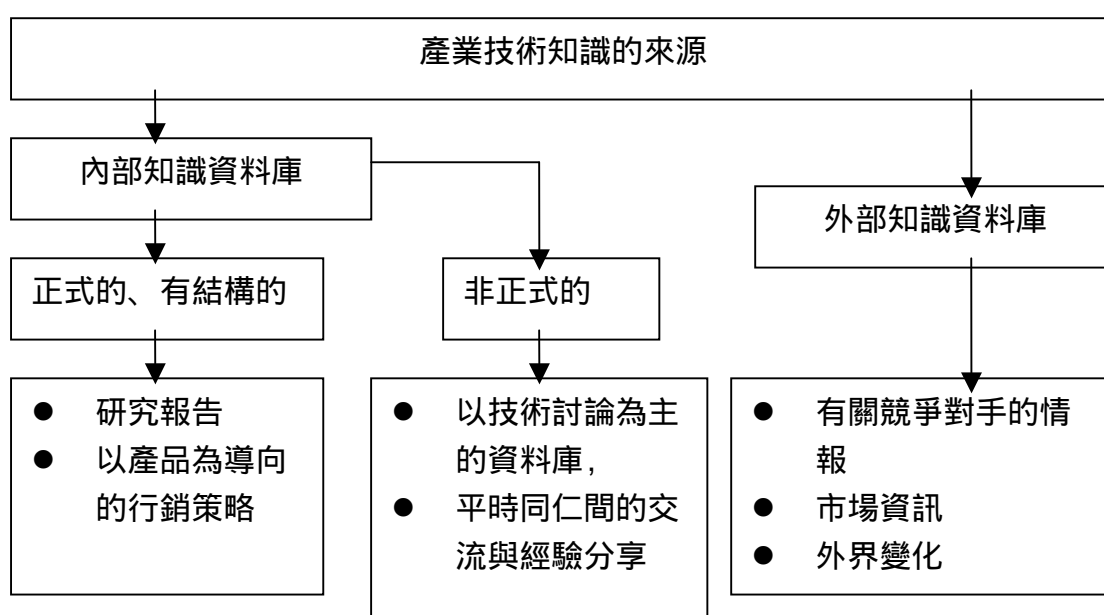 產業技術知識的來源
內部知識資料庫
外部知識資料庫
正式的、有結構的
非正式的
● 研究報告
● 以產品為導向
的行銷策略
● 以技術討論為主
的資料庫,
● 平時同仁間的交
流與經驗分享
● 有關競爭對手的情
報
● 市場資訊
● 外界變化